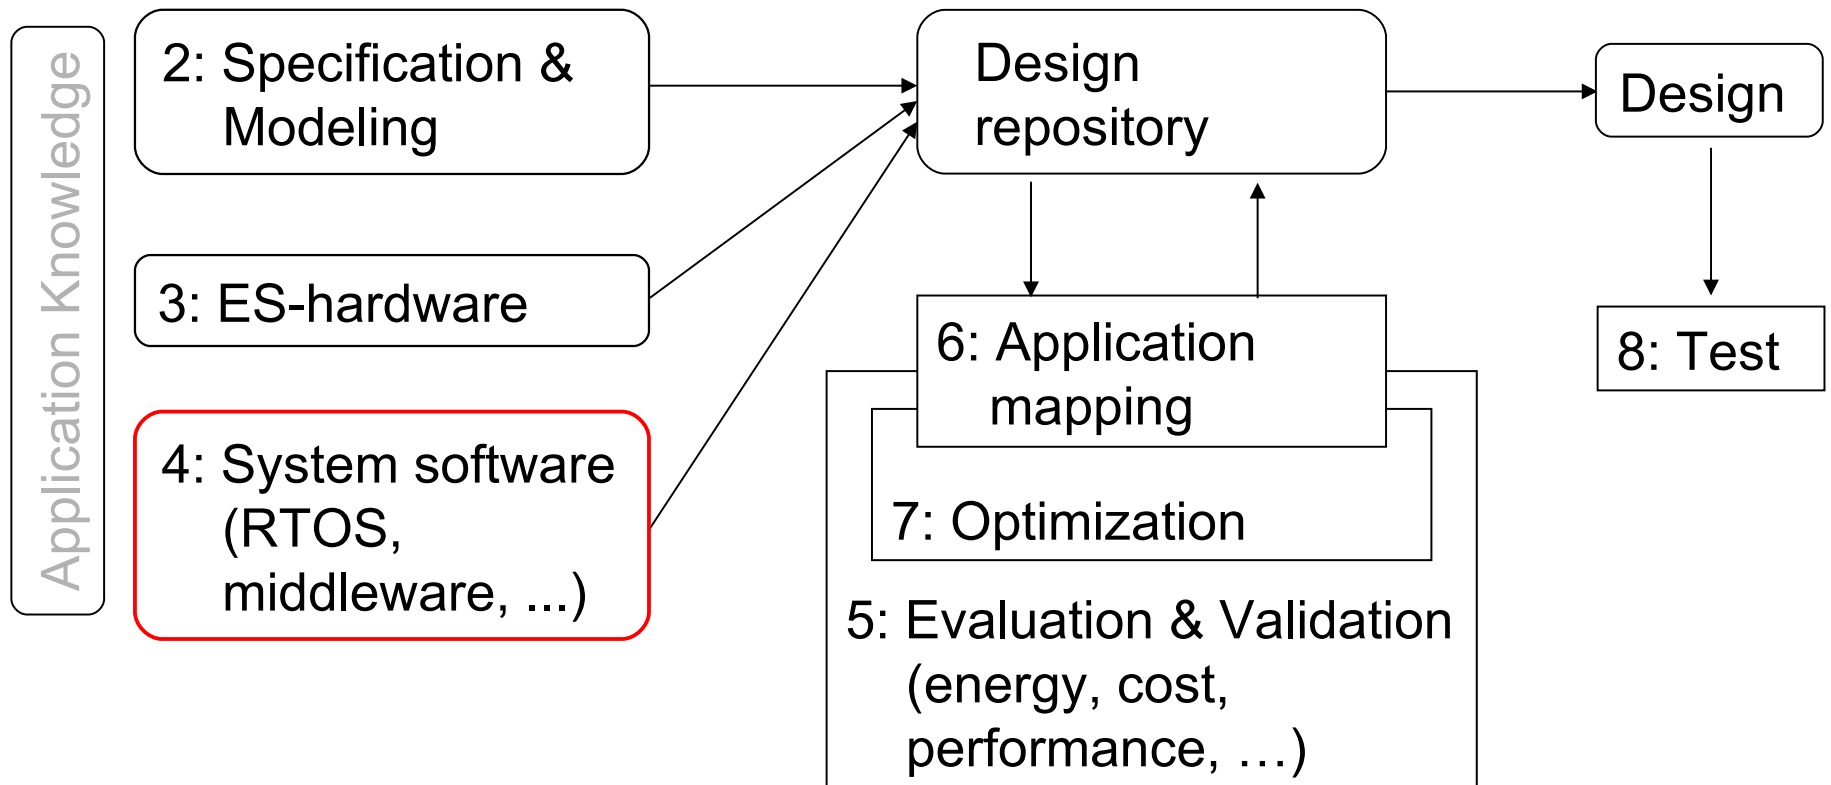 Application Knowledge
2: Specification &
Modeling
3: ES-hardware
4: System software
(RTOS,
middleware, ...)
Design
repository
6: Application
mapping
7: Optimization
5: Evaluation & Validation
(energy, cost,
performance, …)
Design
8: Test